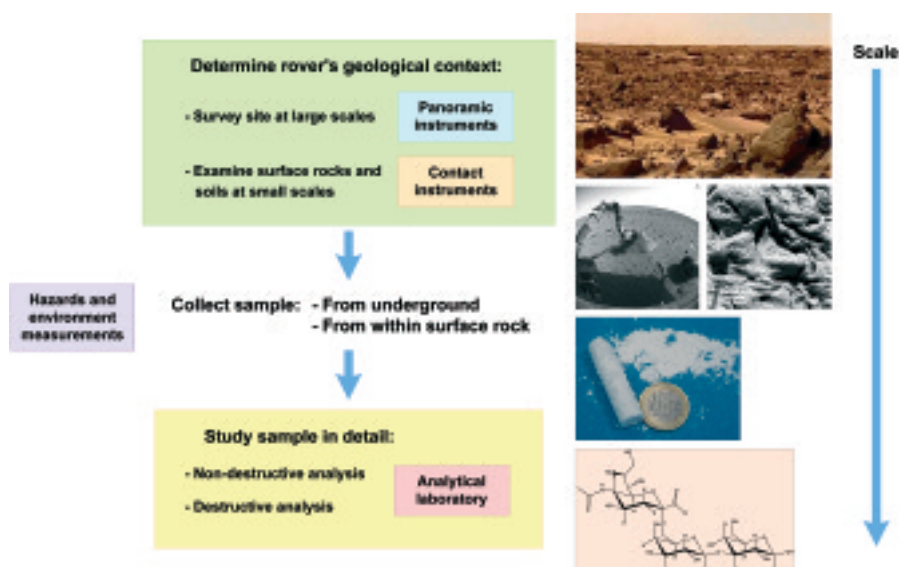 Determine rover's geological context:
- Survey site at large scales
Panoramic
instruments
- Examine surface rocks and
soils at small scales
Contact
instruments
Scale
Hazards and
environment
measurements
Collect sample: - From underground
- From within surface rock
Study sample in detail:
- Non-destructive analysis
- Destructive analysis
Analytical
laboratory